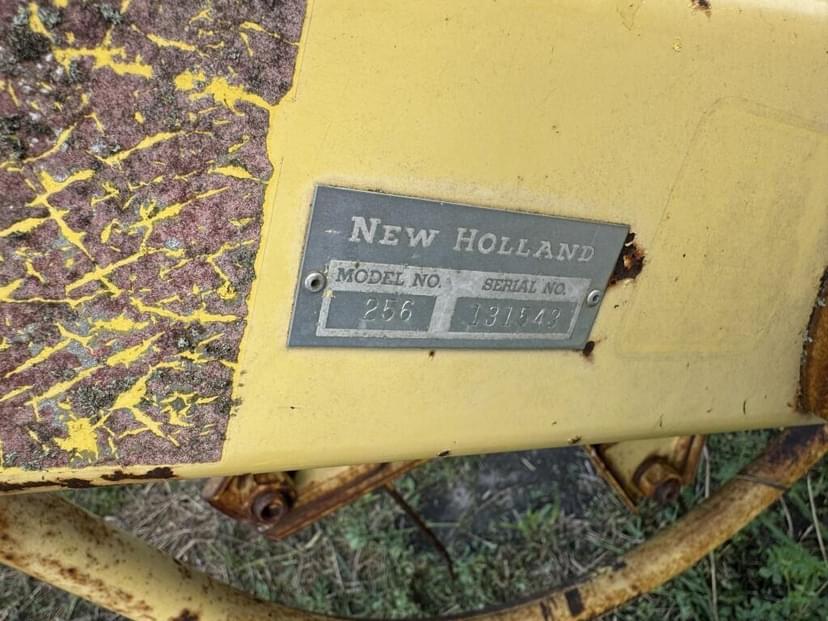 NEW HOLLAND
MODEL NO. SERIAL NO.
256 131543